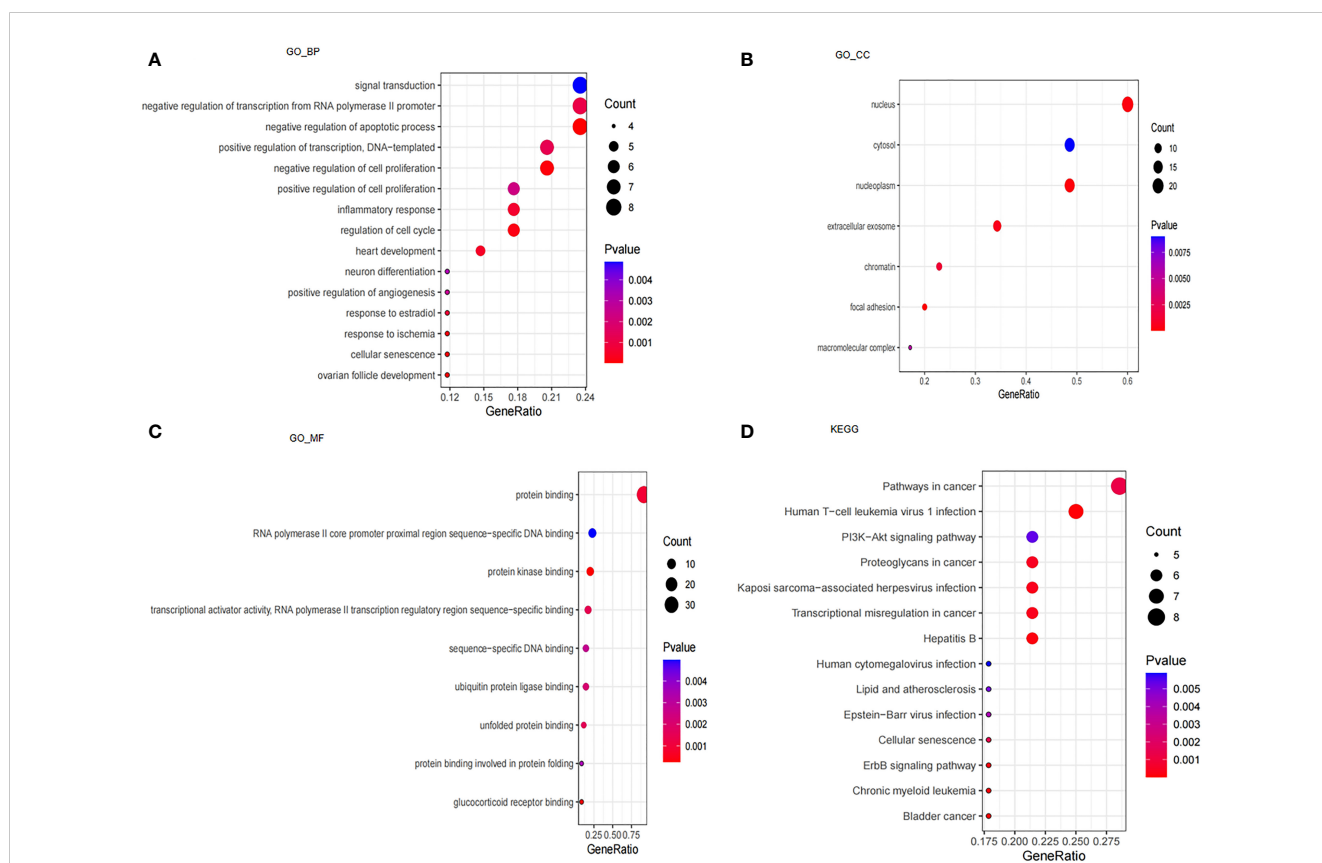 A
GO_BP
signal transduction
negative regulation of transcription from RNA polymerase II promoter
negative regulation of apoptotic process
positive regulation of transcription, DNA-templated
negative regulation of cell proliferation
positive regulation of cell proliferation
inflammatory response
regulation of cell cycle
heart development
neuron differentiation
positive regulation of angiogenesis
response to estradiol
response to ischemia
cellular senescence
ovarian follicle development
0.12 0.15 0.18 0.21 0.24
GeneRatio
Count
4
5
6
7
8
Pvalue
0.004
0.003
0.002
0.001
B
GO_CC
nucleus
cytosol
nucleoplasm
extracellular exosome
chromatin
focal adhesion
macromolecular complex
0.2 0.3 0.4 0.5 0.6
GeneRatio
Count
10
15
20
Pvalue
0.0075
0.0050
0.0025
C
GO_MF
protein binding
RNA polymerase II core promoter proximal region sequence-specific DNA binding
protein kinase binding
transcriptional activator activity, RNA polymerase II transcription regulatory region sequence-specific binding
sequence-specific DNA binding
ubiquitin protein ligase binding
unfolded protein binding
protein binding involved in protein folding
glucocorticoid receptor binding
0.25 0.50 0.75
GeneRatio
Count
10
20
30
Pvalue
0.004
0.003
0.002
0.001
D
KEGG
Pathways in cancer
Human T−cell leukemia virus 1 infection
PI3K−Akt signaling pathway
Proteoglycans in cancer
Kaposi sarcoma−associated herpesvirus infection
Transcriptional misregulation in cancer
Hepatitis B
Human cytomegalovirus infection
Lipid and atherosclerosis
Epstein−Barr virus infection
Cellular senescence
ErbB signaling pathway
Chronic myeloid leukemia
Bladder cancer
0.175 0.200 0.225 0.250 0.275
GeneRatio
Count
5
6
7
8
Pvalue
0.005
0.004
0.003
0.002
0.001